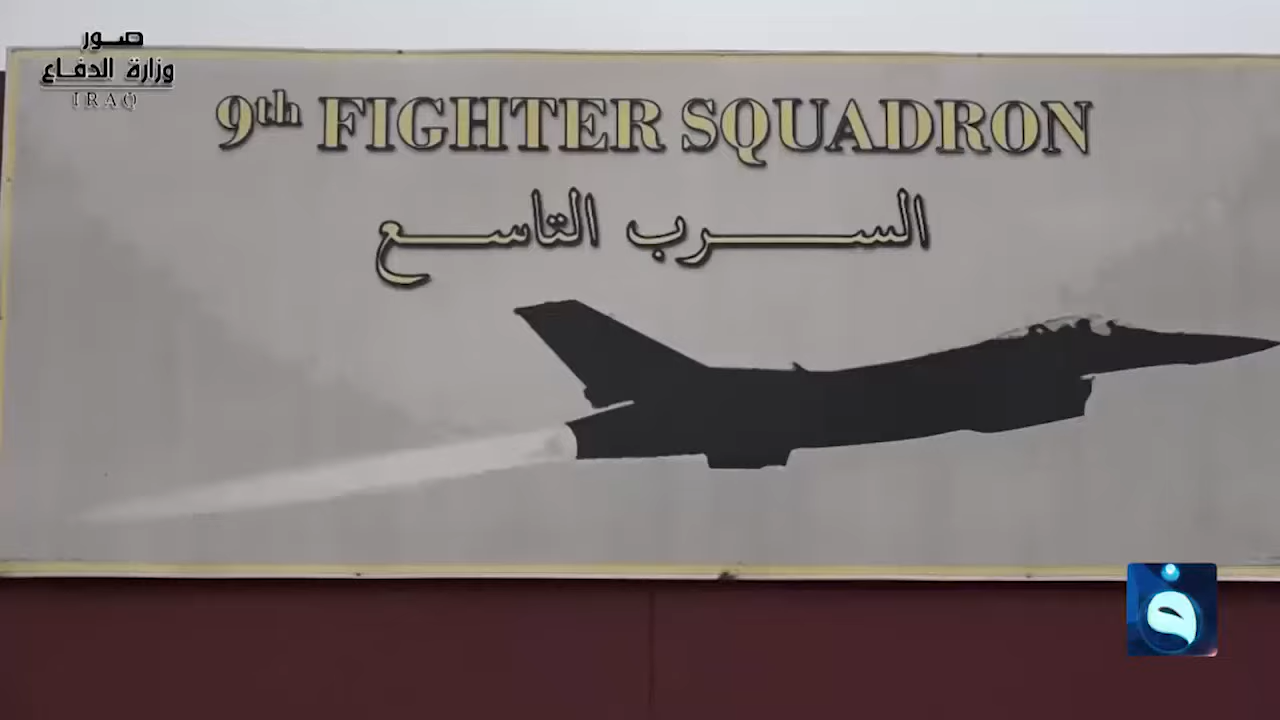 صور
وزارة الدفاع
IRAQ
9th FIGHTER SQUADRON
السرب التاسع